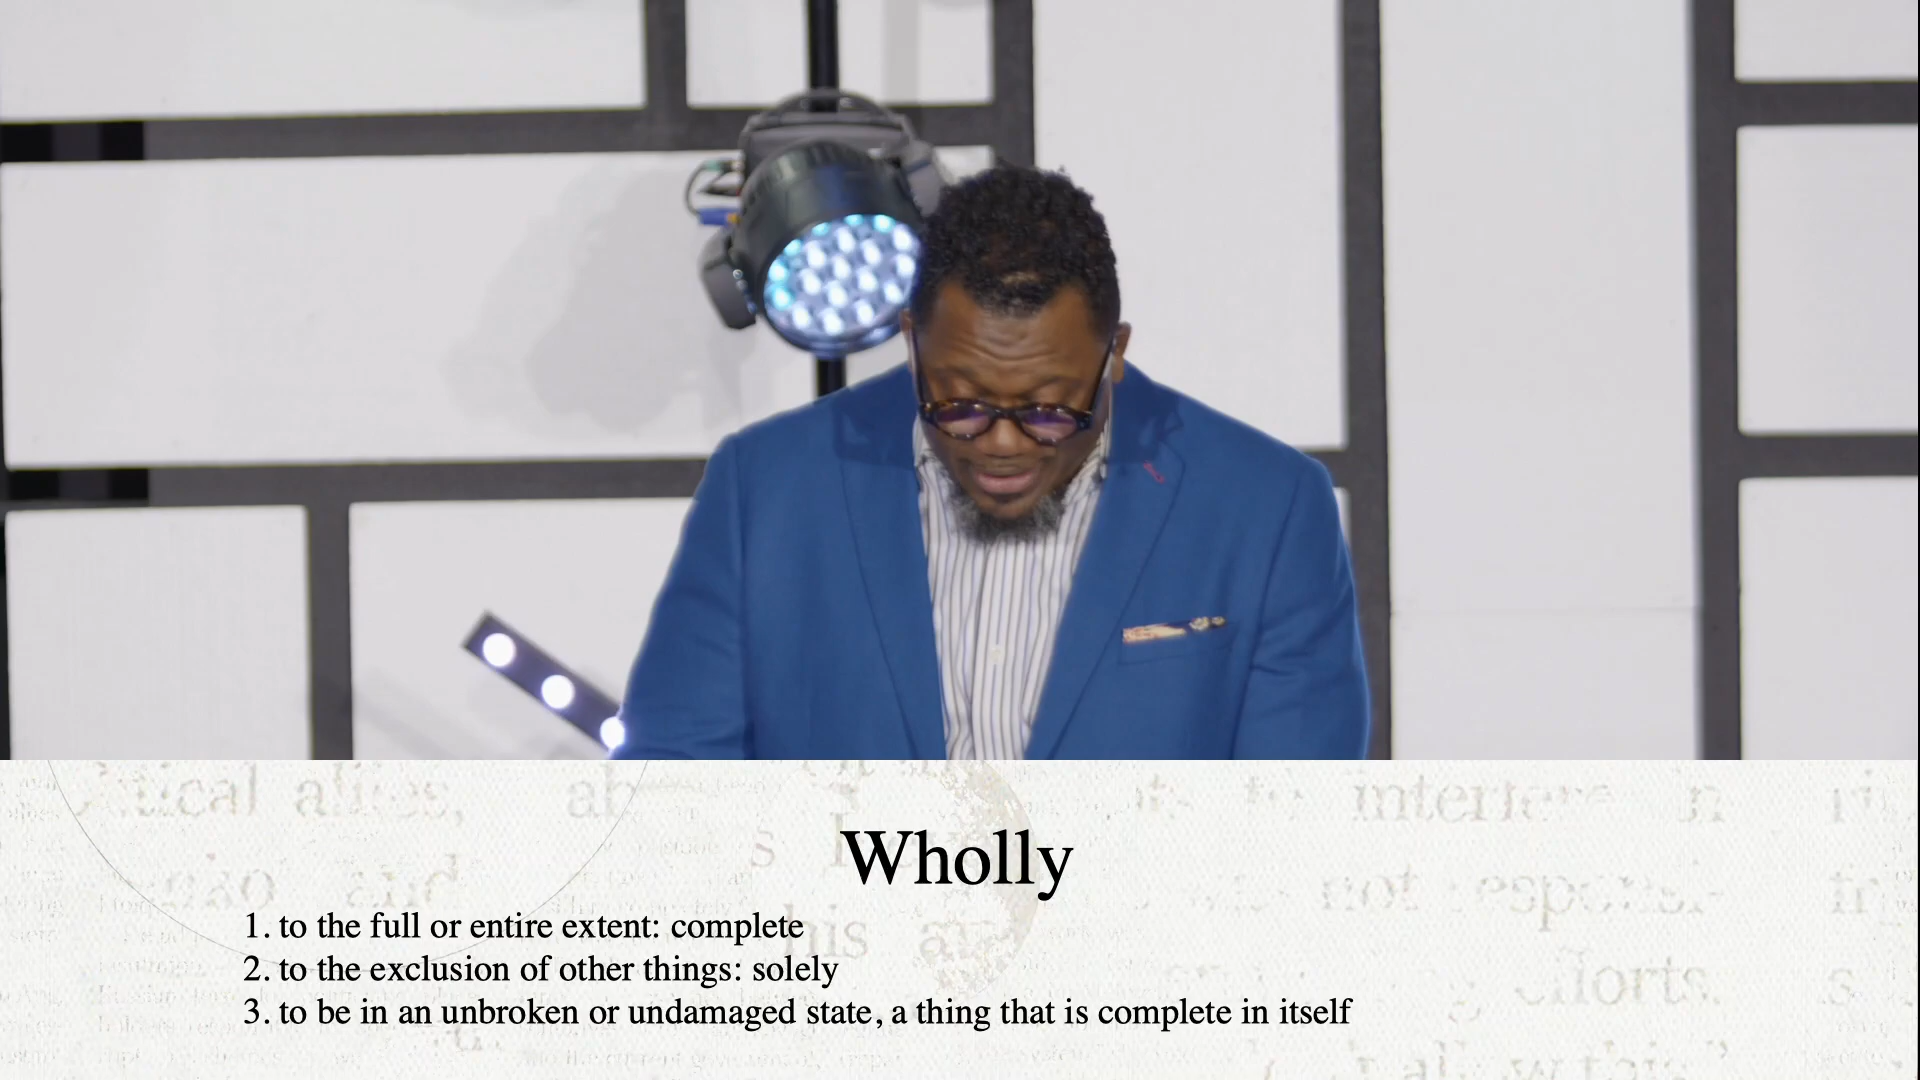 Wholly
1. to the full or entire extent: complete
2. to the exclusion of other things: solely
3. to be in an unbroken or undamaged state, a thing that is complete in itself